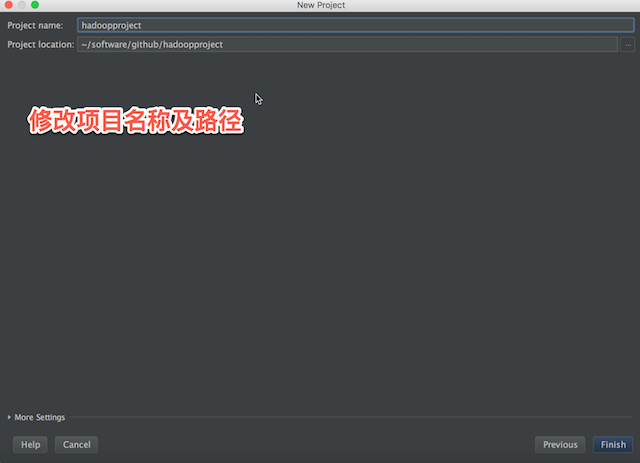 New Project
Project name: hadoopproject
Project location: ~/software/github/hadoopproject ...
修改项目名称及路径
More Settings
Help Cancel Previous Finish